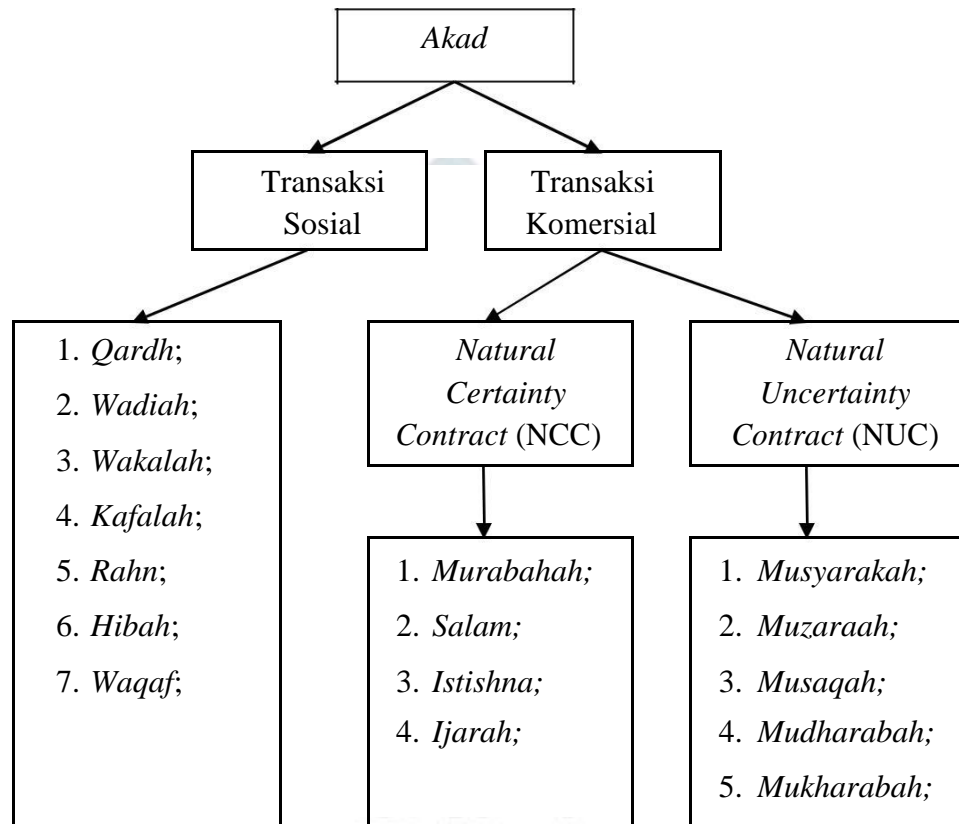 Akad
Transaksi
Sosial
Transaksi
Komersial
1. Qardh;
2. Wadiah;
3. Wakalah;
4. Kafalah;
5. Rahn;
6. Hibah;
7. Waqaf;
Natural
Certainty
Contract (NCC)
Natural
Uncertainty
Contract (NUC)
1. Murabahah;
2. Salam;
3. Istishna;
4. Ijarah;
1. Musyarakah;
2. Muzaraah;
3. Musaqah;
4. Mudharabah;
5. Mukharabah;